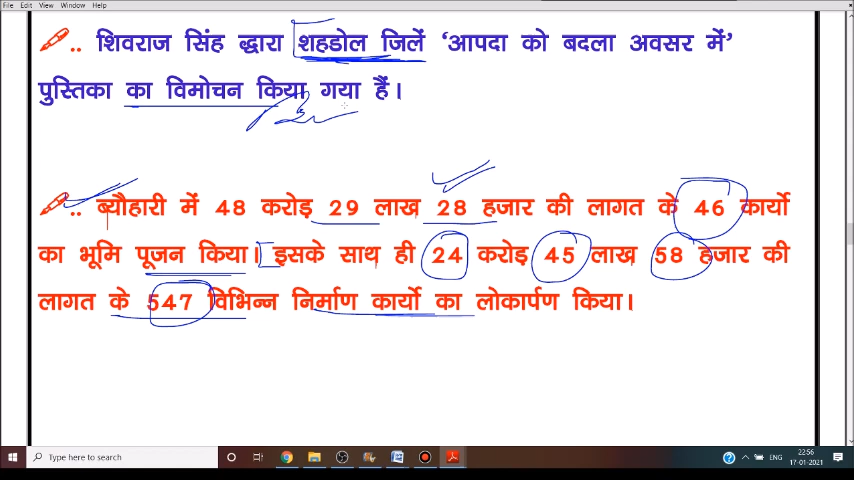 File Edit View Window Help
.. शिवराज सिंह द्धारा शहडोल जिलें ‘आपदा को बदला अवसर में’
पुस्तिका का विमोचन किया गया हैं।
.. ब्यौहारी में 48 करोड़ 29 लाख 28 हजार की लागत के 46 कार्यो
का भूमि पूजन किया। इसके साथ ही 24 करोड़ 45 लाख 58 हजार की
लागत के 547 विभिन्न निर्माण कार्यो का लोकार्पण किया।
Type here to search
ENG
22:56
17-01-2021